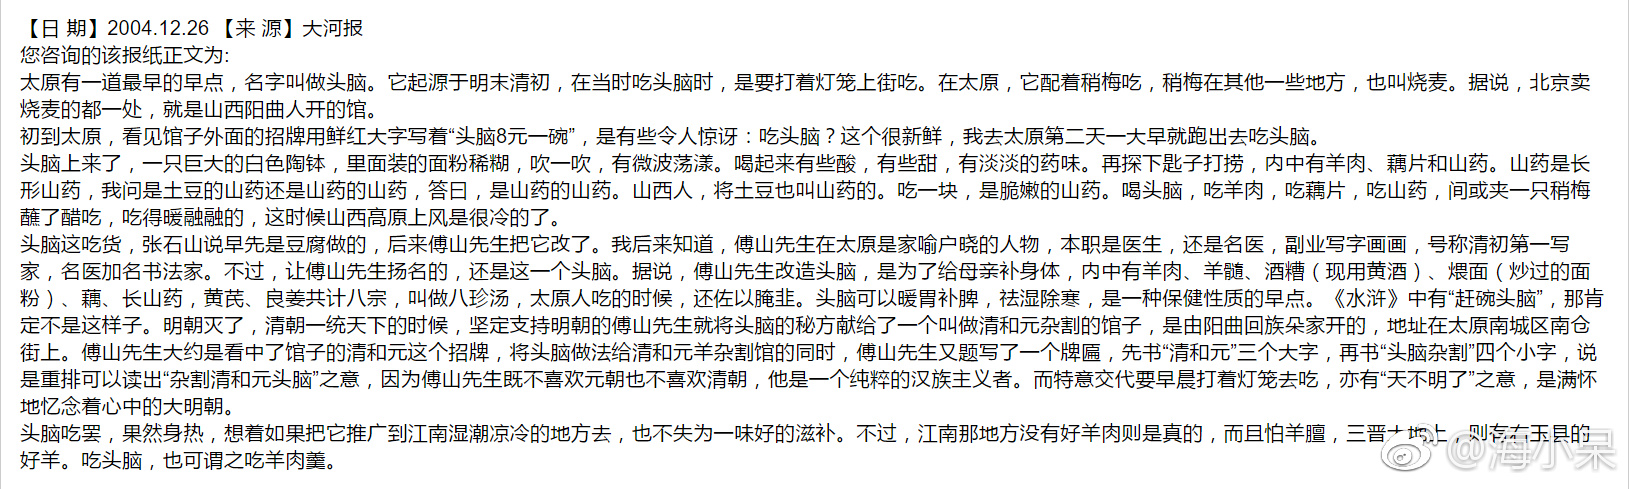 【日 期】2004.12.26 【来 源】大河报
您咨询的该报纸正文为:
太原有一道最早的早点，名字叫做头脑。它起源于明末清初，在当时吃头脑时，是要打着灯笼上街吃。在太原，它配着稍梅吃，稍梅在其他一些地方，也叫烧麦。据说，北京卖
烧麦的都一处，就是山西阳曲人开的馆。
初到太原，看见馆子外面的招牌用鲜红大字写着“头脑8元一碗”，是有些令人惊讶：吃头脑？这个很新鲜，我去太原第二天一大早就跑出去吃头脑。
头脑上来了，一只巨大的白色陶钵，里面装的面粉稀糊，吹一吹，有微波荡漾。喝起来有些酸，有些甜，有淡淡的药味。再探下匙子打捞，内中有羊肉、藕片和山药。山药是长
形山药，我问是土豆的山药还是山药的山药，答曰，是山药的山药。山西人，将土豆也叫山药的。吃一块，是脆嫩的山药。喝头脑，吃羊肉，吃藕片，吃山药，间或夹一只稍梅
蘸了醋吃，吃得暖融融的，这时候山西高原上风是很冷的了。
头脑这吃货，张石山说早先是豆腐做的，后来傅山先生把它改了。我后来知道，傅山先生在太原是家喻户晓的人物，本职是医生，还是名医，副业写字画画，号称清初第一写
家，名医加名书法家。不过，让傅山先生扬名的，还是这一个头脑。据说，傅山先生改造头脑，是为了给母亲补身体，内中有羊肉、羊髓、酒糟（现用黄酒）、煨面（炒过的面
粉）、藕、长山药，黄芪、良姜共计八宗，叫做八珍汤，太原人吃的时候，还佐以腌韭。头脑可以暖胃补脾，祛湿除寒，是一种保健性质的早点。《水浒》中有“赶碗头脑”，那肯
定不是这样子。明朝灭了，清朝一统天下的时候，坚定支持明朝的傅山先生就将头脑的秘方献给了一个叫做清和元杂割的馆子，是由阳曲回族朵家开的，地址在太原南城区南仓
街上。傅山先生大约是看中了馆子的清和元这个招牌，将头脑做法给清和元羊杂割馆的同时，傅山先生又题写了一个牌匾，先书“清和元”三个大字，再书“头脑杂割”四个小字，说
是重排可以读出“杂割清和元头脑”之意，因为傅山先生既不喜欢元朝也不喜欢清朝，他是一个纯粹的汉族主义者。而特意交代要早晨打着灯笼去吃，亦有“天不明了”之意，是满怀
地忆念着心中的大明朝。
头脑吃罢，果然身热，想着如果把它推广到江南湿潮凉冷的地方去，也不失为一味好的滋补。不过，江南那地方没有好羊肉则是真的，而且怕羊膻，三晋土地上，则有右玉县的
好羊。吃头脑，也可谓之吃羊肉羹。
@海小呆